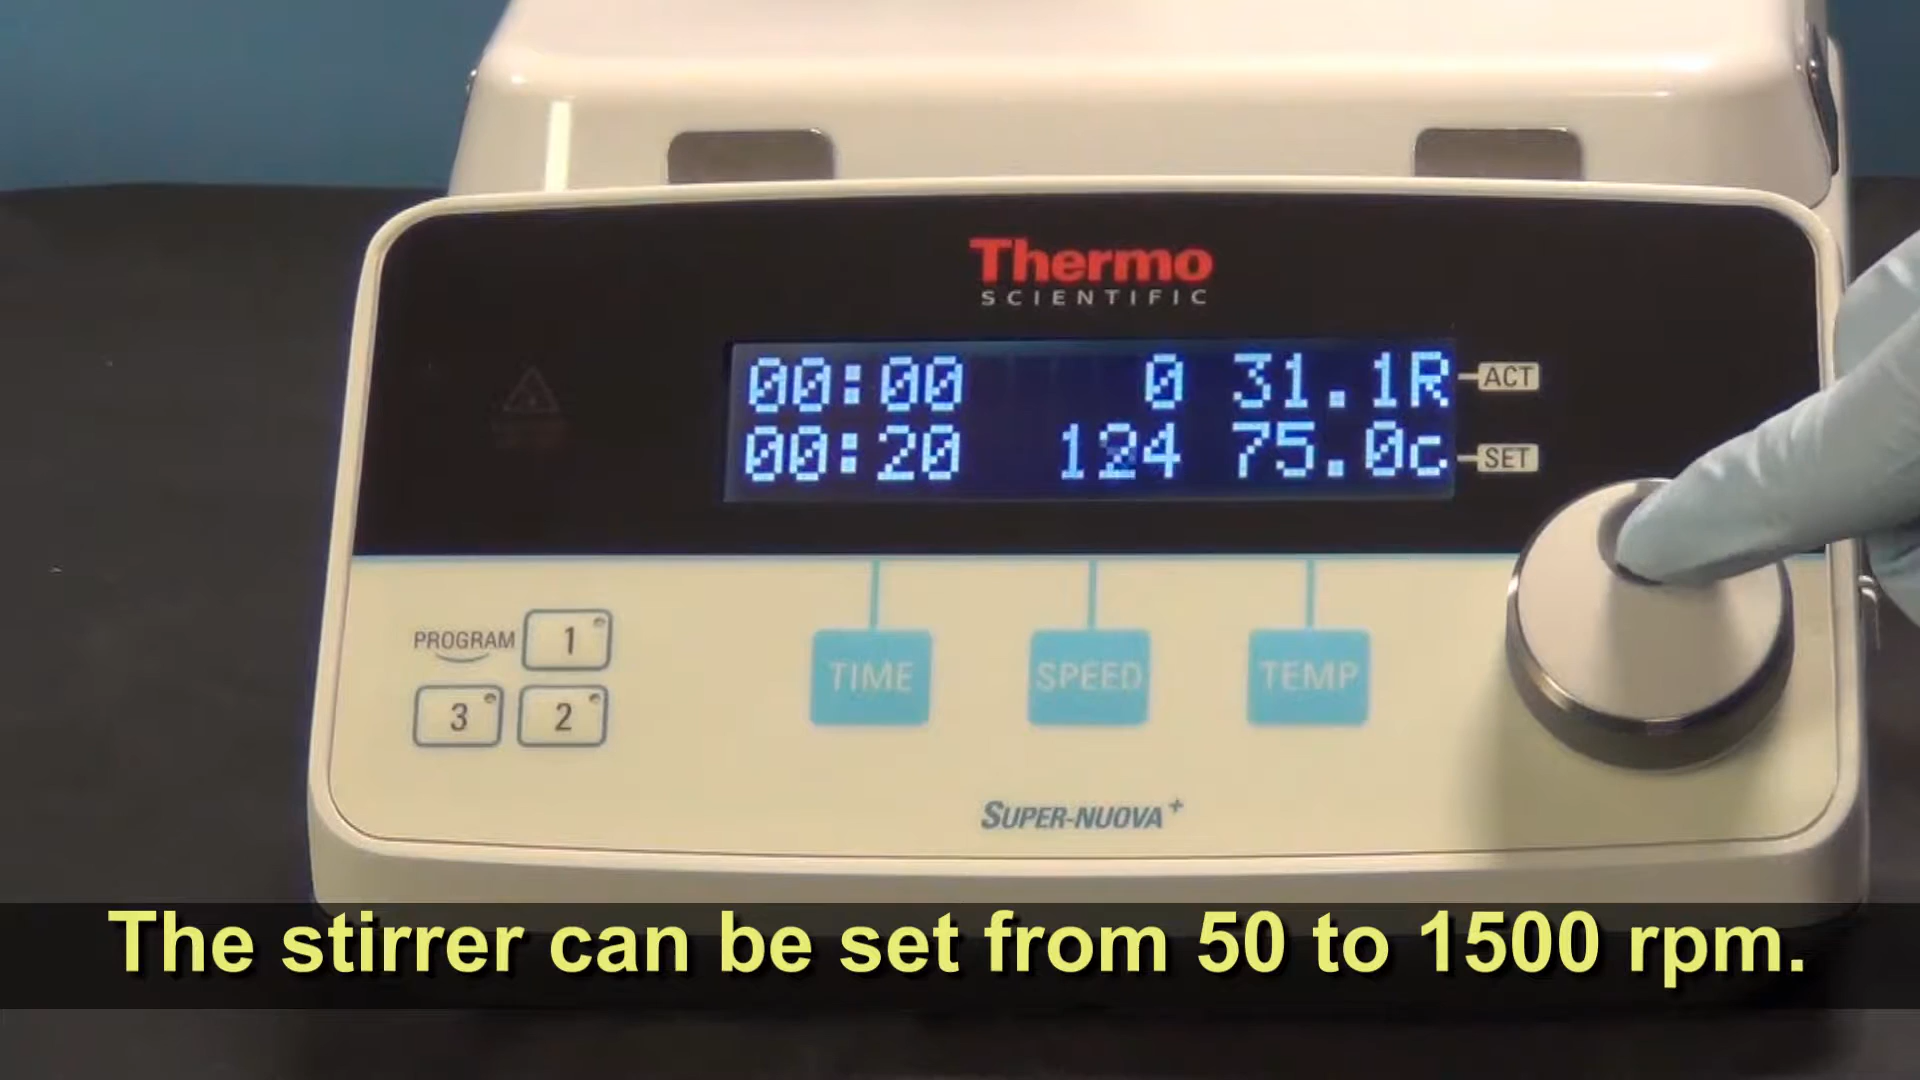 Thermo
SCIENTIFIC
00:00 0 31.1R ACT
00:20 124 75.0c SET
PROGRAM 1
3 2
TIME SPEED TEMP
SUPER-NUOVA+
The stirrer can be set from 50 to 1500 rpm.